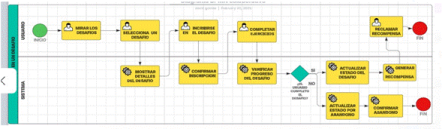 USUARIO
INICIO
MIRAR LOS
DESAFIOS
SELECCIONA UN
DESAFIO
INSCRIBIRSE
EN EL DESAFIO
COMPLETAR
EJERCICIOS
RECLAMAR
RECOMPENSA
FIN
SISTEMA
MOSTRAR
DETALLES
DEL DESAFIO
CONFIRMAR
INSCRIPCION
VERIFICAR
PROGRESO
DEL DESAFIO
SI
NO
ACTUALIZAR
ESTADO DEL
DESAFIO
GENERAR
RECOMPENSA
ACTUALIZAR
ESTADO POR
ABANDONO
CONFIRMAR
ABANDONO
FIN